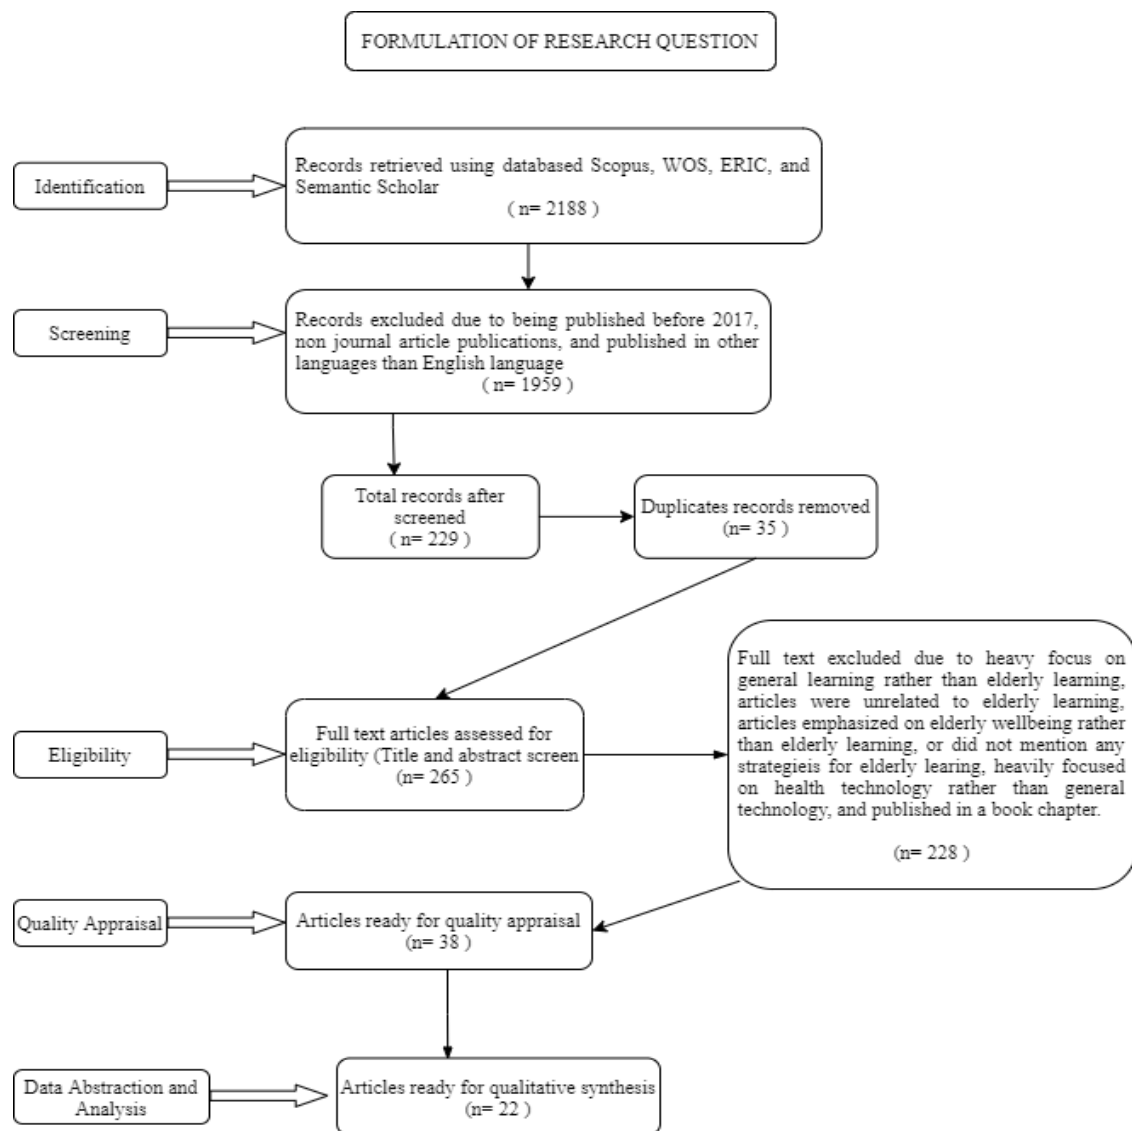 FORMULATION OF RESEARCH QUESTION
Identification
Records retrieved using databased Scopus, WOS, ERIC, and
Semantic Scholar
( n= 2188 )
Screening
Records excluded due to being published before 2017,
non journal article publications, and published in other
languages than English language
( n= 1959 )
Total records after
screened
( n= 229 )
Duplicates records removed
(n= 35 )
Eligibility
Full text articles assessed for
eligibility (Title and abstract screen
(n= 265 )
Full text excluded due to heavy focus on
general learning rather than elderly learning,
articles were unrelated to elderly learning,
articles emphasized on elderly wellbeing rather
than elderly learning, or did not mention any
strategieis for elderly learing, heavily focused
on health technology rather than general
technology, and published in a book chapter.
(n= 228 )
Quality Appraisal
Articles ready for quality appraisal
(n= 38 )
Data Abstraction and
Analysis
Articles ready for qualitative synthesis
(n= 22 )